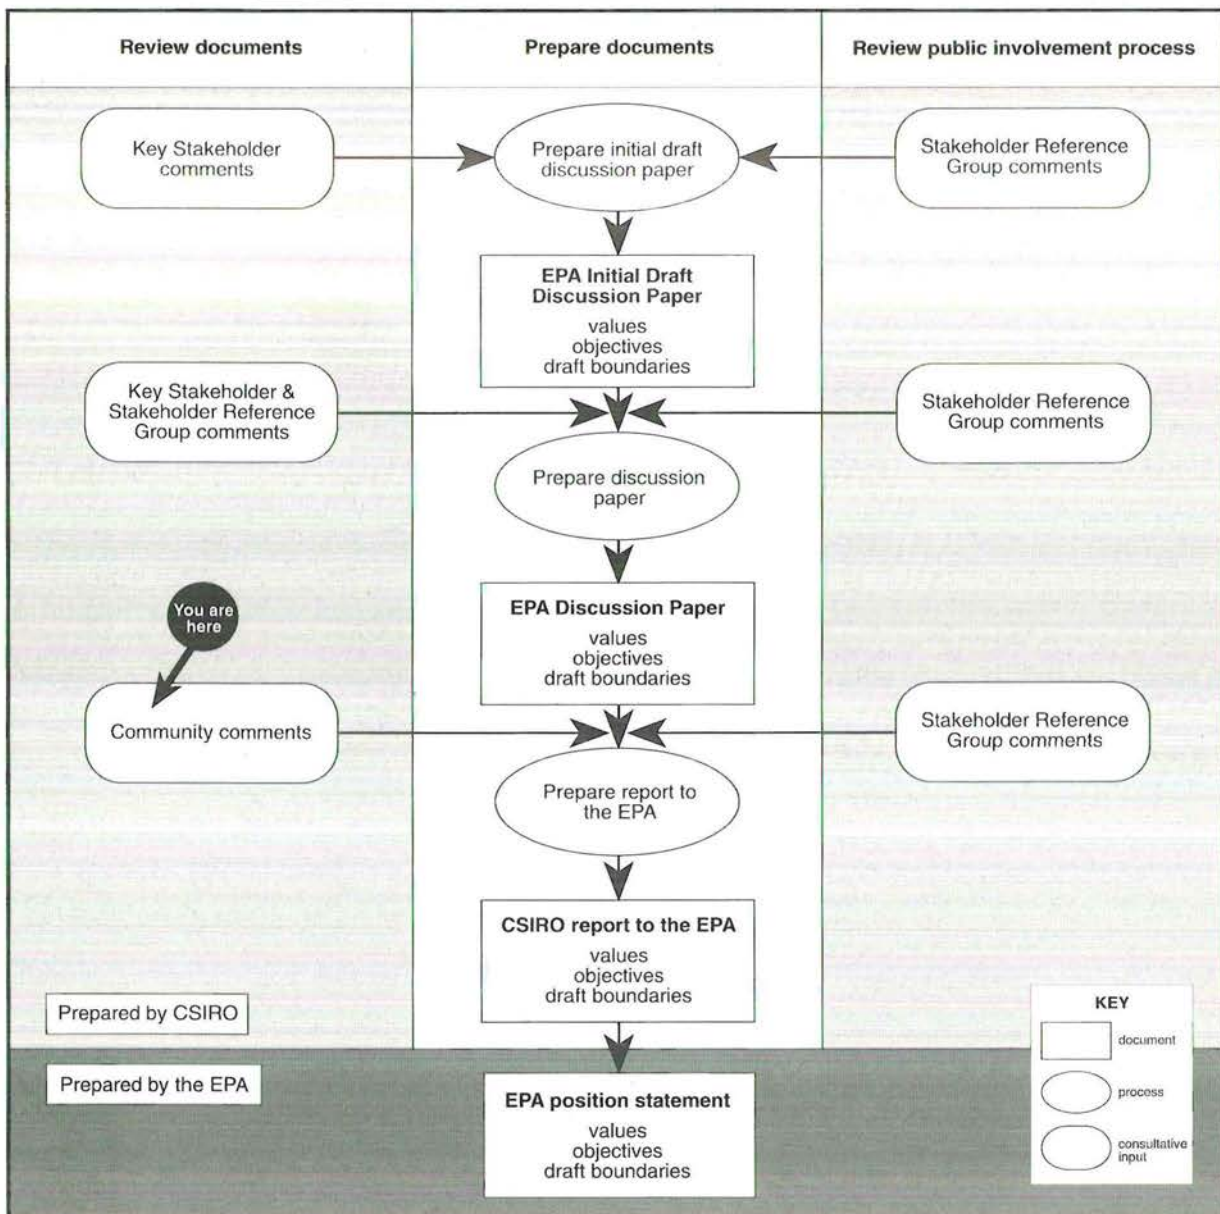 Review documents
Prepare documents
Review public involvement process
Key Stakeholder
comments
Prepare initial draft
discussion paper
Stakeholder Reference
Group comments
EPA Initial Draft
Discussion Paper
values
objectives
draft boundaries
Key Stakeholder &
Stakeholder Reference
Group comments
Stakeholder Reference
Group comments
Prepare discussion
paper
You are
here
EPA Discussion Paper
values
objectives
draft boundaries
Community comments
Stakeholder Reference
Group comments
Prepare report to
the EPA
CSIRO report to the EPA
values
objectives
draft boundaries
Prepared by CSIRO
Prepared by the EPA
EPA position statement
values
objectives
draft boundaries
KEY
document
process
consultative
input